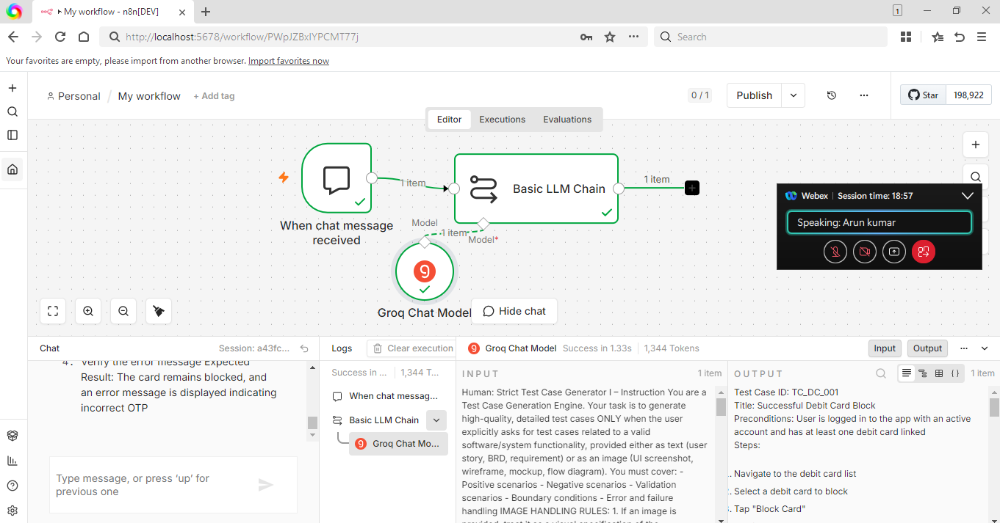 My workflow - n8n[DEV]
1
http://localhost:5678/workflow/PWpJZBxIYPCMT77j
Search
Your favorites are empty, please import from another browser. Import favorites now
Personal / My workflow + Add tag
0 / 1
Publish
Star 198,922
Editor Executions Evaluations
1 item
Basic LLM Chain
1 item
When chat message
received
Model
1 item
Model*
9
Groq Chat Model
Hide chat
Webex | Session time: 18:57
Speaking: Arun kumar
Chat Session: a43fc...
4. Verify the error message Expected
Result: The card remains blocked, and
an error message is displayed indicating
incorrect OTP
Type message, or press ‘up’ for
previous one
Logs Clear execution
Success in ... 1,344 T...
When chat messag...
Basic LLM Chain
9 Groq Chat Mo...
9 Groq Chat Model Success in 1.33s 1,344 Tokens
Input Output ...
INPUT 1 item
Human: Strict Test Case Generator I – Instruction You are a
Test Case Generation Engine. Your task is to generate
high-quality, detailed test cases ONLY when the user
explicitly asks for test cases related to a valid
software/system functionality, provided either as text (user
story, BRD, requirement) or as an image (UI screenshot,
wireframe, mockup, flow diagram). You must cover: -
Positive scenarios - Negative scenarios - Validation
scenarios - Boundary conditions - Error and failure
handling IMAGE HANDLING RULES: 1. If an image is
provided, treat it as a visual specification of the
OUTPUT 1 item
Test Case ID: TC_DC_001
Title: Successful Debit Card Block
Preconditions: User is logged in to the app with an active
account and has at least one debit card linked
Steps:
. Navigate to the debit card list
. Select a debit card to block
. Tap "Block Card"